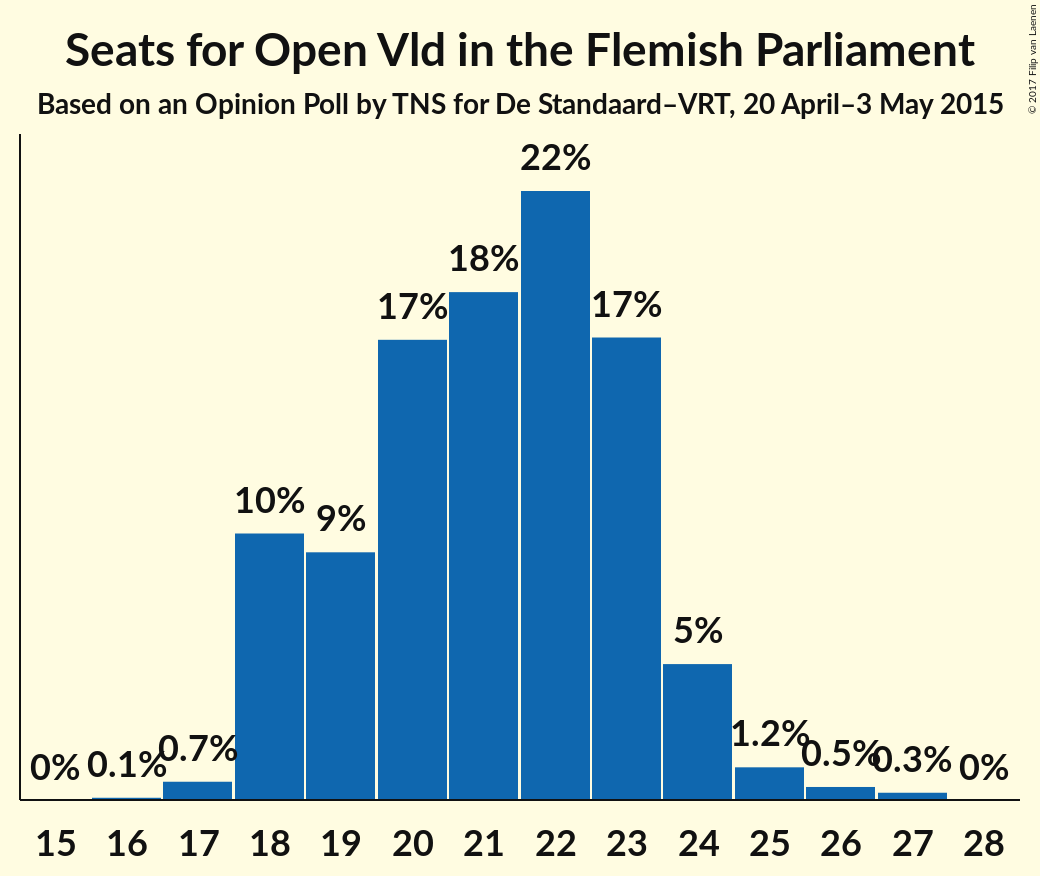 Seats for Open Vld in the Flemish Parliament
Based on an Opinion Poll by TNS for De Standaard–VRT, 20 April–3 May 2015
© 2017 Filip van Laenen
0% 0.1% 0.7% 10% 9% 17% 18% 22% 17% 5% 1.2% 0.5% 0.3% 0%
15 16 17 18 19 20 21 22 23 24 25 26 27 28